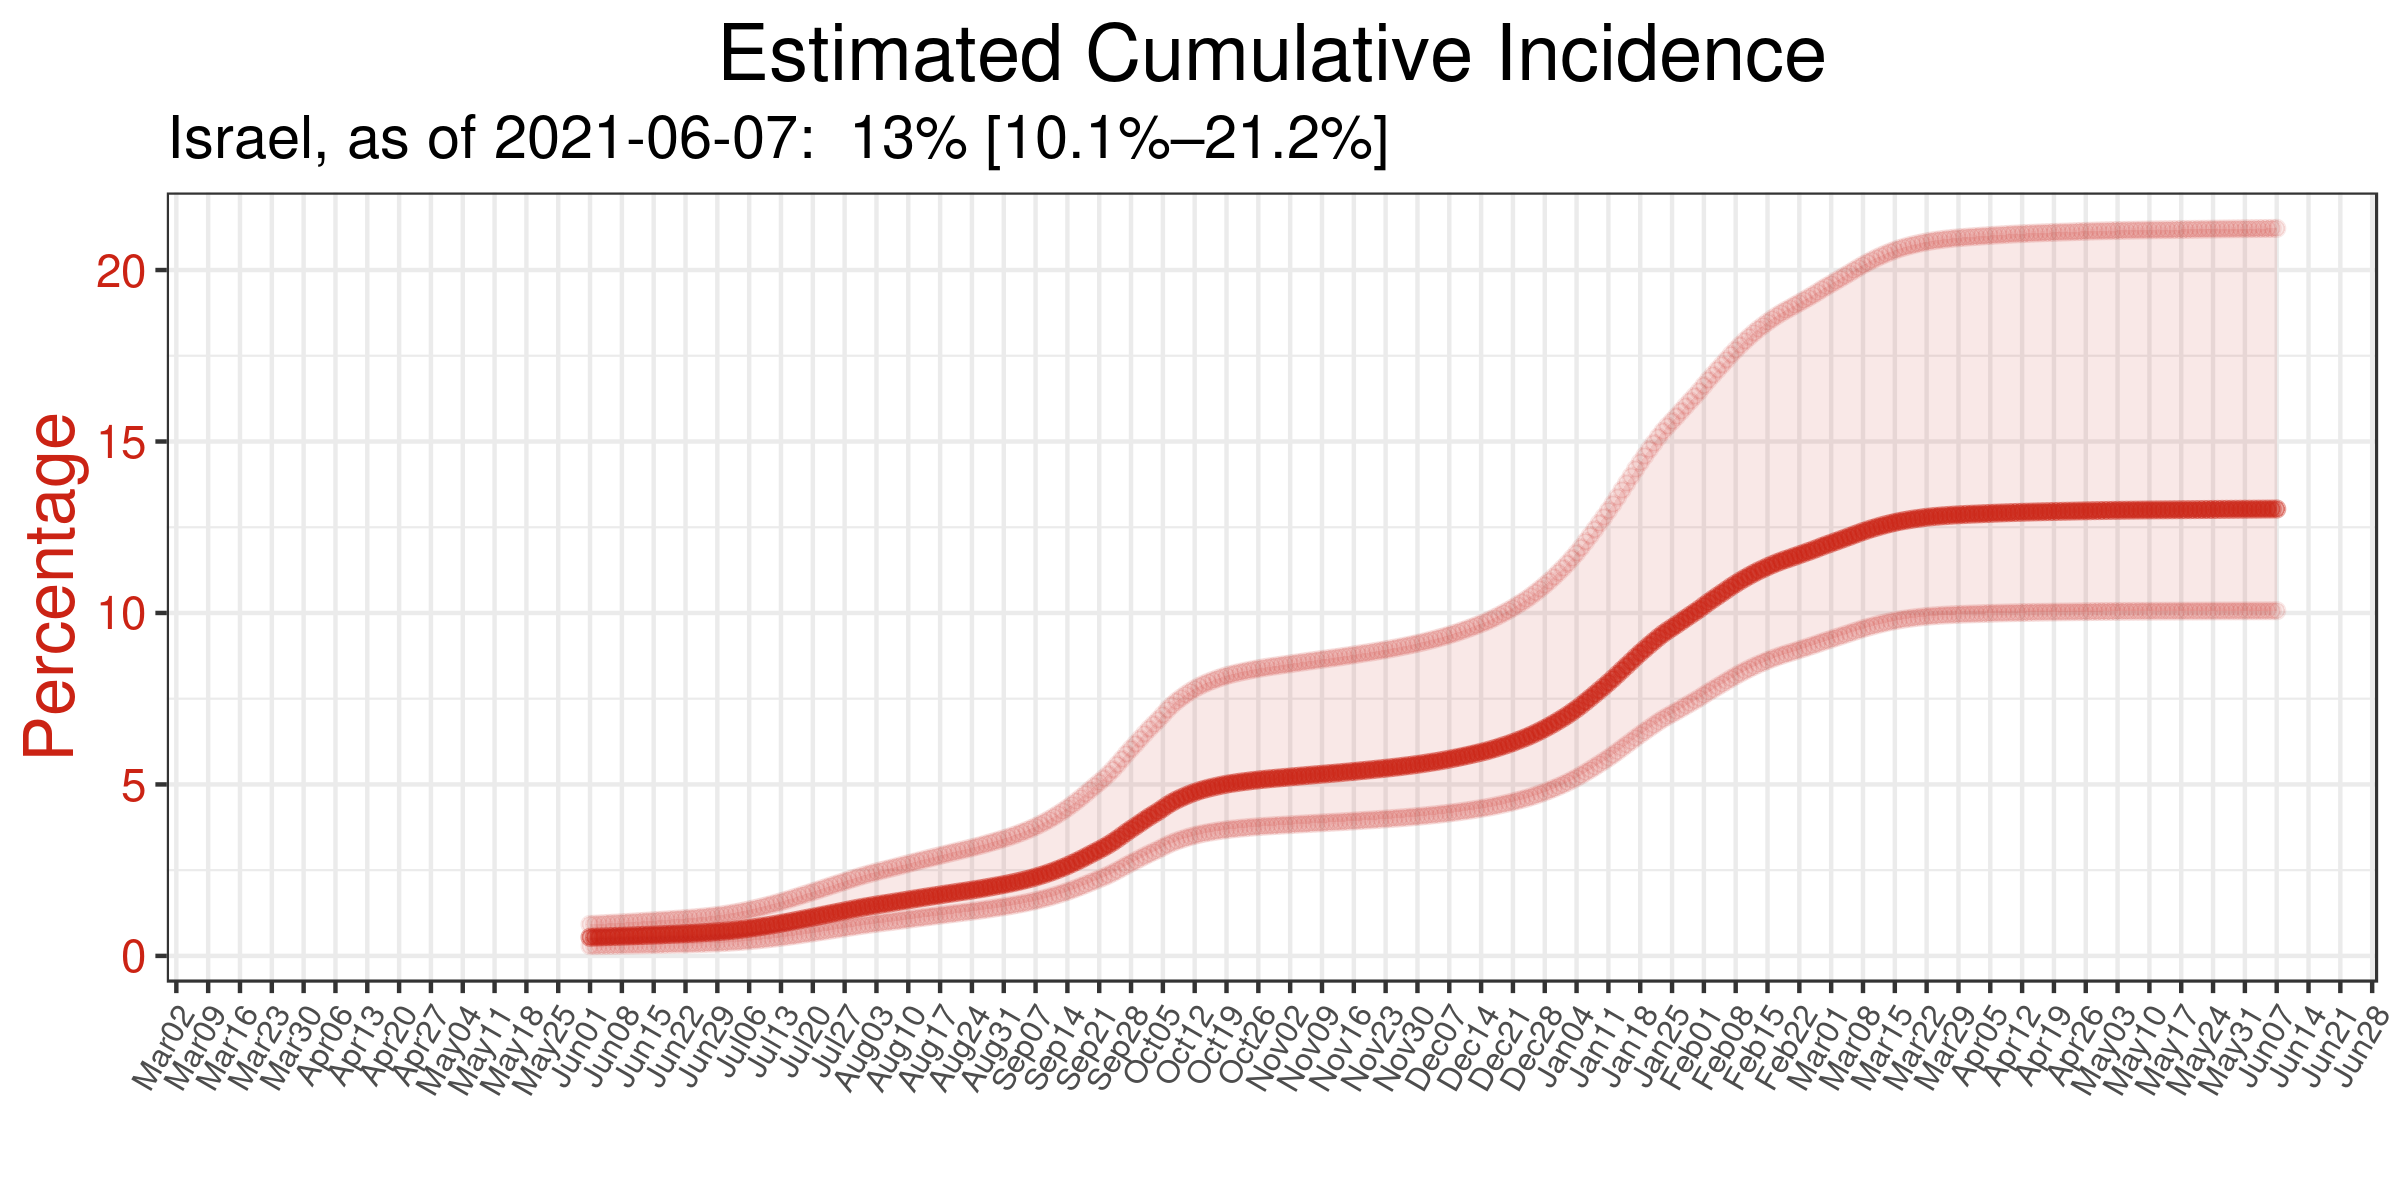 Estimated Cumulative Incidence
Israel, as of 2021-06-07:  13% [10.1%–21.2%]
Percentage
20
15
10
5
0
Mar02
Mar09
Mar16
Mar23
Mar30
Apr06
Apr13
Apr20
Apr27
May04
May11
May18
May25
Jun01
Jun08
Jun15
Jun22
Jun29
Jul06
Jul13
Jul20
Jul27
Aug03
Aug10
Aug17
Aug24
Aug31
Sep07
Sep14
Sep21
Sep28
Oct05
Oct12
Oct19
Oct26
Nov02
Nov09
Nov16
Nov23
Nov30
Dec07
Dec14
Dec21
Dec28
Jan04
Jan11
Jan18
Jan25
Feb01
Feb08
Feb15
Feb22
Mar01
Mar08
Mar15
Mar22
Mar29
Apr05
Apr12
Apr19
Apr26
May03
May10
May17
May24
May31
Jun07
Jun14
Jun21
Jun28